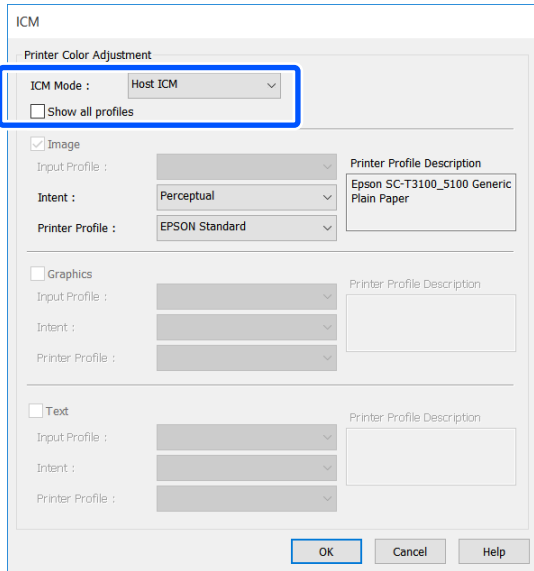 ICM
Printer Color Adjustment
ICM Mode : Host ICM
Show all profiles
Image
Input Profile : Printer Profile Description
Intent : Perceptual Epson SC-T3100_5100 Generic
Plain Paper
Printer Profile : EPSON Standard
Graphics
Input Profile : Printer Profile Description
Intent :
Printer Profile :
Text
Input Profile : Printer Profile Description
Intent :
Printer Profile :
OK Cancel Help